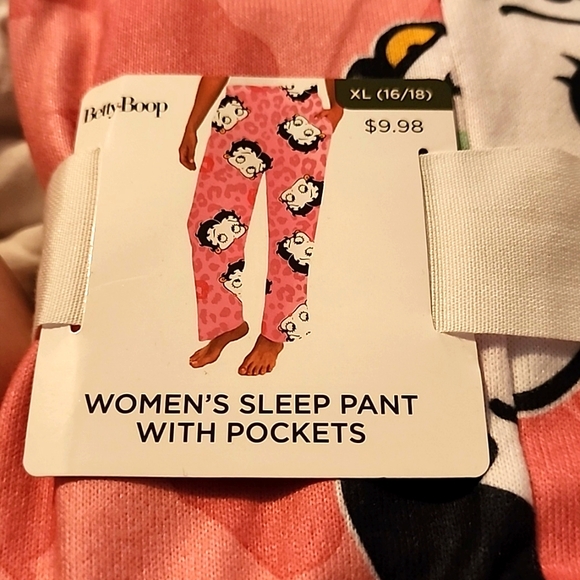 Betty Boop
XL (16/18)
$9.98
WOMEN'S SLEEP PANT
WITH POCKETS